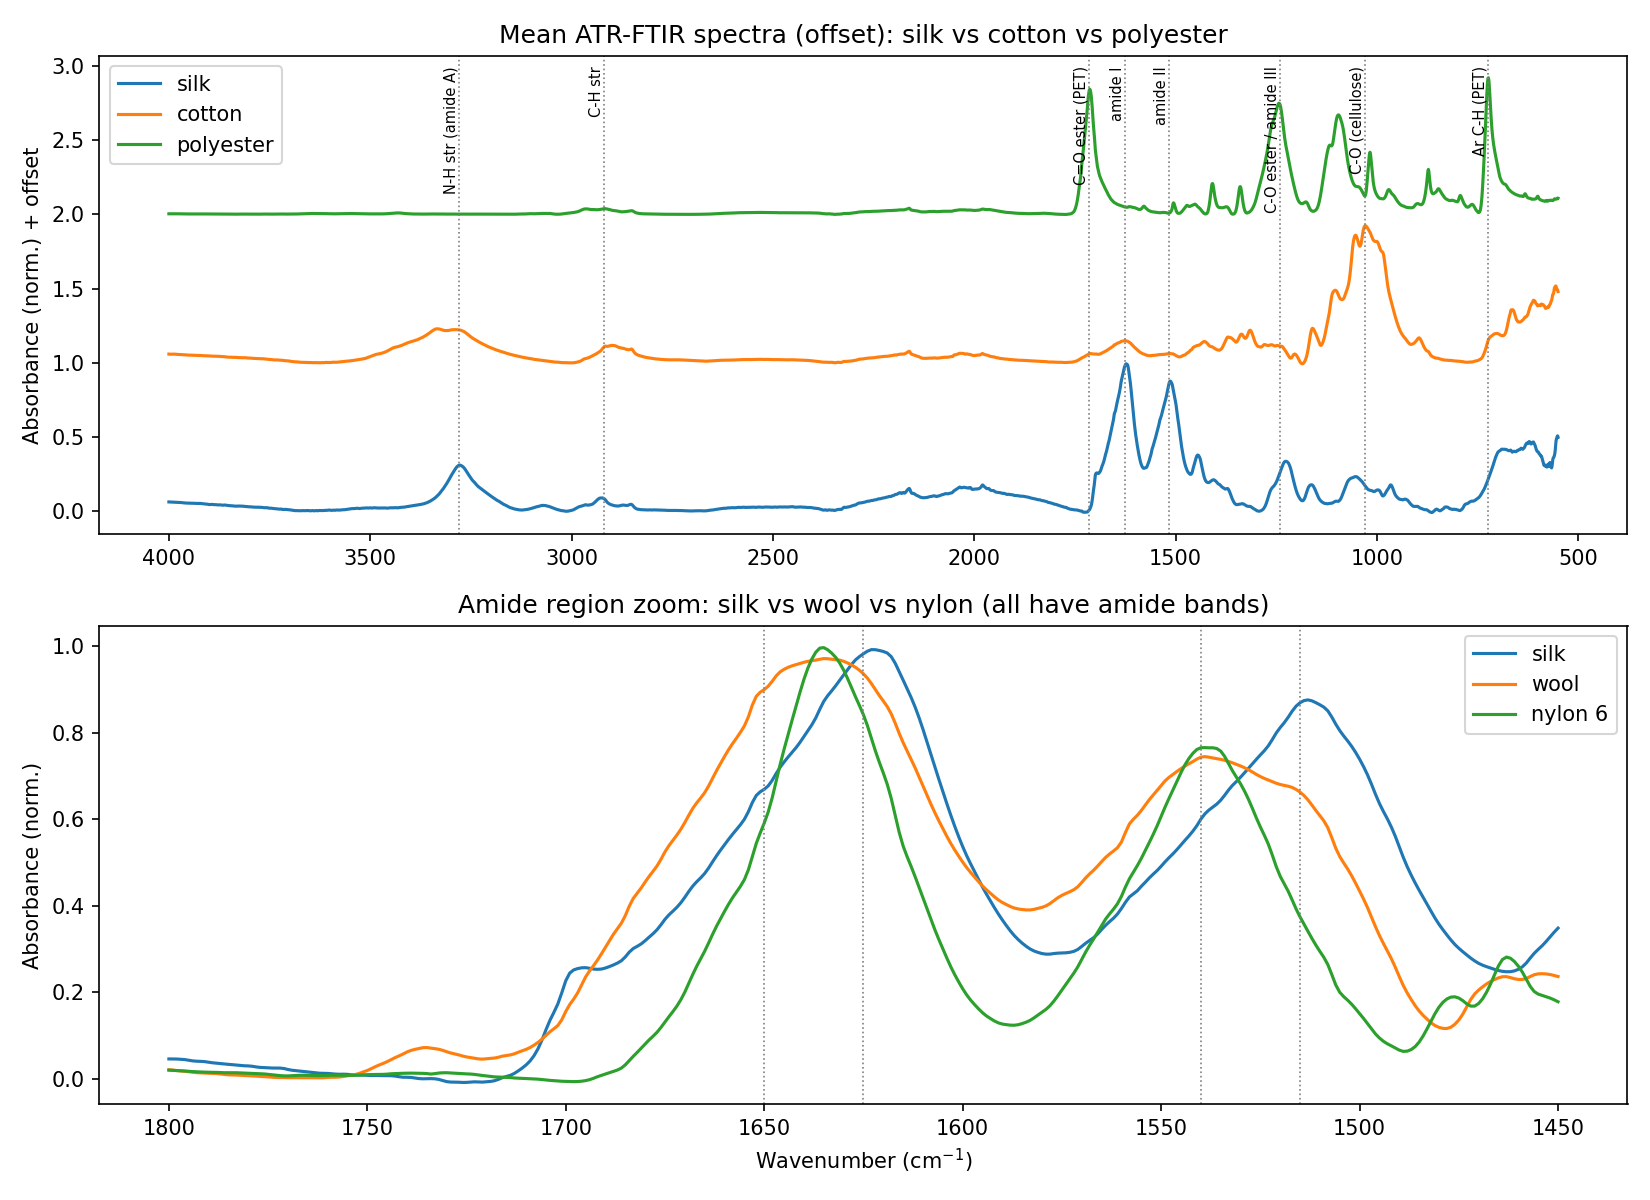 Mean ATR-FTIR spectra (offset): silk vs cotton vs polyester
Absorbance (norm.) + offset
3.0
2.5
2.0
1.5
1.0
0.5
0.0
silk
cotton
polyester
N-H str (amide A)
C-H str
C=O ester (PET)
amide I
amide II
C-O ester / amide III
C-O (cellulose)
Ar C-H (PET)
4000 3500 3000 2500 2000 1500 1000 500
Amide region zoom: silk vs wool vs nylon (all have amide bands)
Absorbance (norm.)
1.0
0.8
0.6
0.4
0.2
0.0
silk
wool
nylon 6
1800 1750 1700 1650 1600 1550 1500 1450
Wavenumber (cm⁻¹)